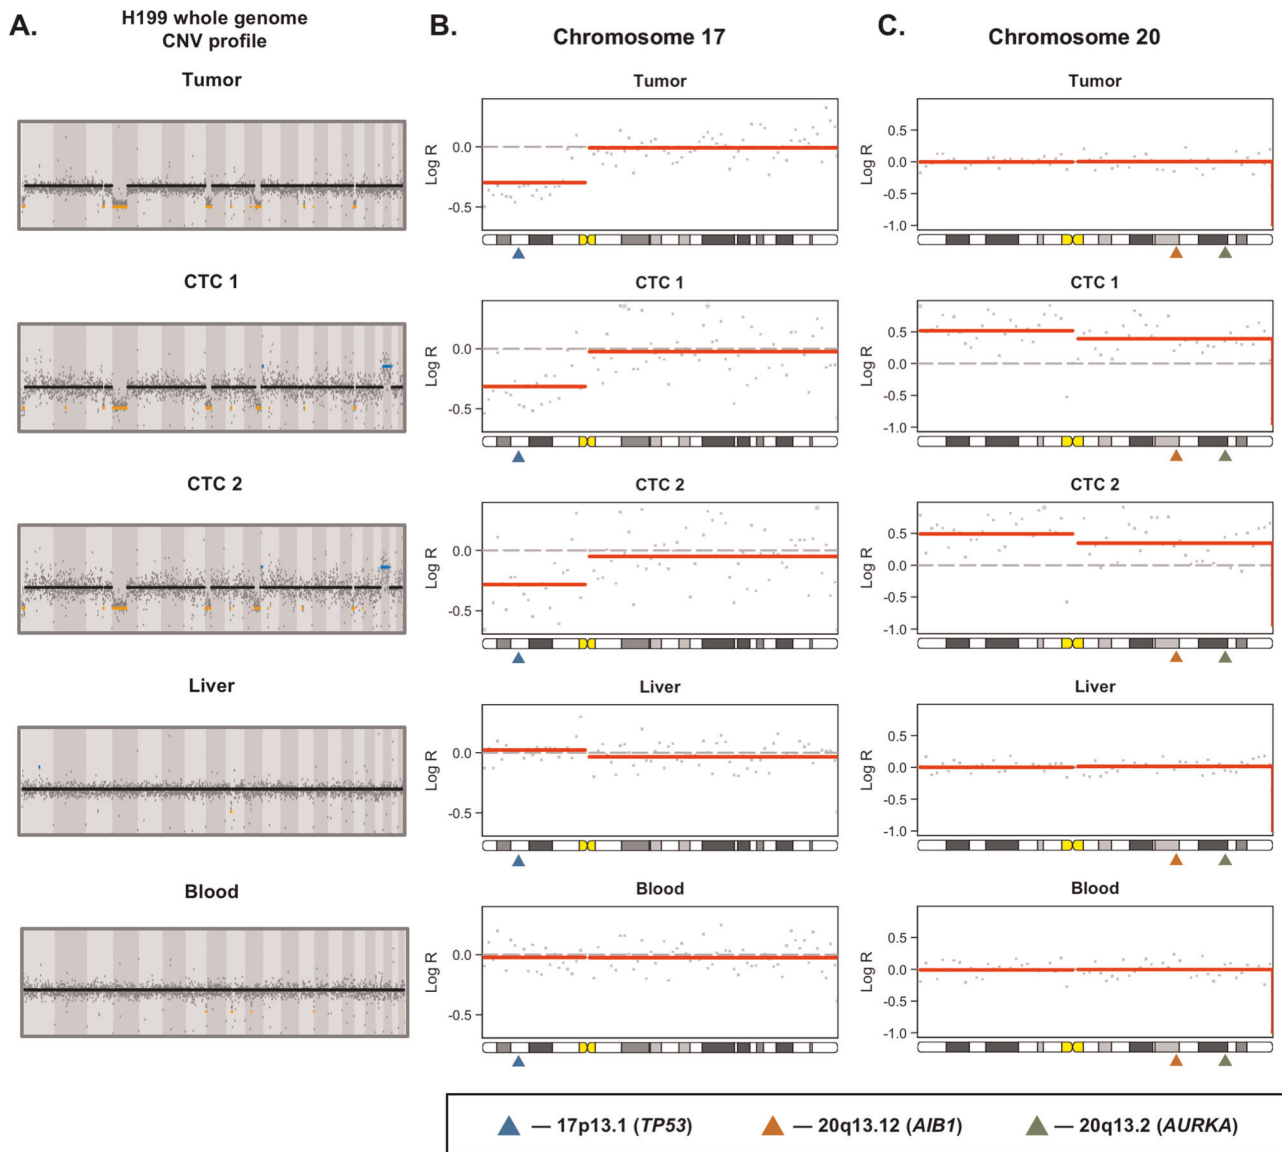 A.
H199 whole genome
CNV profile
B.
Chromosome 17
C.
Chromosome 20
Tumor
Tumor
Tumor
Log R
0.0
-0.5
Log R
0.5
0.0
-0.5
-1.0
CTC 1
CTC 1
CTC 1
Log R
0.0
-0.5
Log R
0.5
0.0
-0.5
-1.0
CTC 2
CTC 2
CTC 2
Log R
0.0
-0.5
Log R
0.5
0.0
-0.5
-1.0
Liver
Liver
Liver
Log R
0.0
-0.5
Log R
0.5
0.0
-0.5
-1.0
Blood
Blood
Blood
Log R
0.0
-0.5
Log R
0.5
0.0
-0.5
-1.0
— 17p13.1 (TP53) — 20q13.12 (AIB1) — 20q13.2 (AURKA)